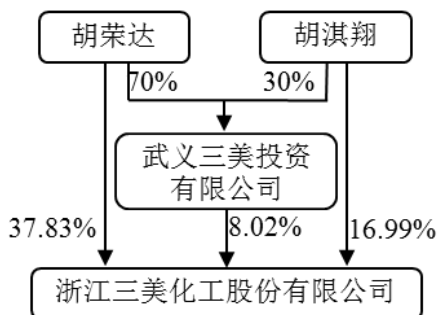 胡荣达
胡淇翔
70%
30%
武义三美投资
有限公司
37.83%
8.02%
16.99%
浙江三美化工股份有限公司